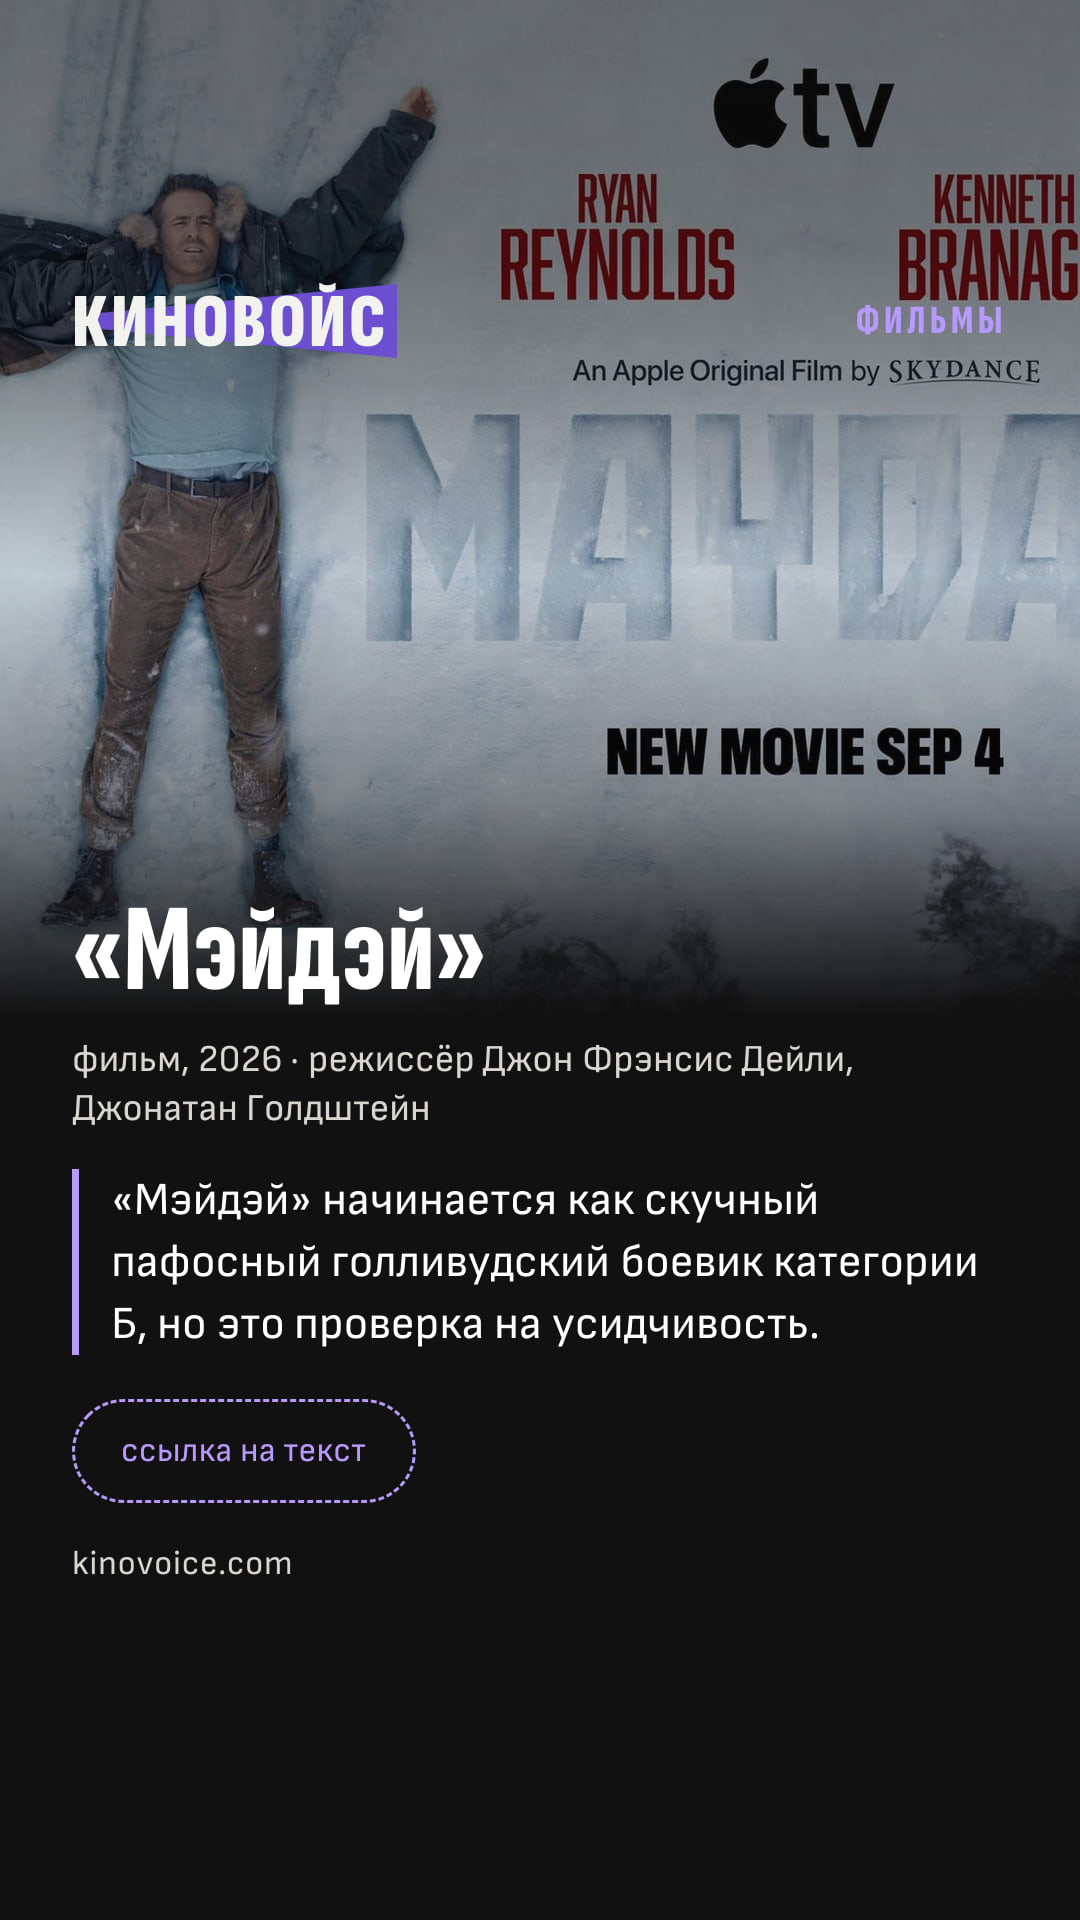 tv
RYAN
REYNOLDS
KENNETH
BRANAG
КИНОВОЙС
ФИЛЬМЫ
An Apple Original Film by SKYDANCE
MAYDA
NEW MOVIE SEP 4
«Мэйдэй»
фильм, 2026 · режиссёр Джон Фрэнсис Дейли,
Джонатан Голдштейн
«Мэйдэй» начинается как скучный
пафосный голливудский боевик категории
Б, но это проверка на усидчивость.
ссылка на текст
kinovoice.com